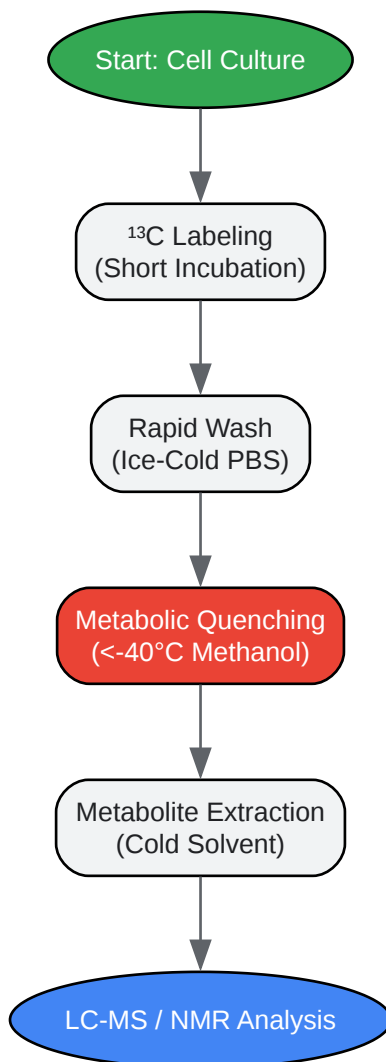 Start: Cell Culture
¹³C Labeling
(Short Incubation)
Rapid Wash
(Ice-Cold PBS)
Metabolic Quenching
(<-40°C Methanol)
Metabolite Extraction
(Cold Solvent)
LC-MS / NMR Analysis